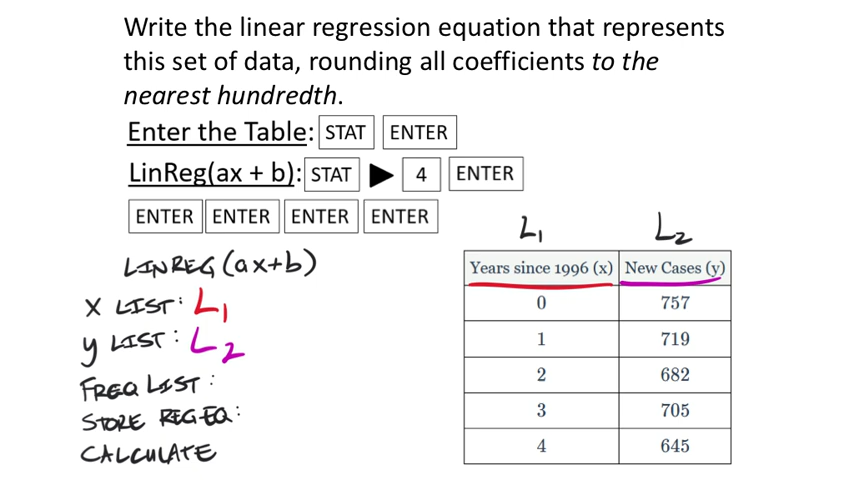 Write the linear regression equation that represents
this set of data, rounding all coefficients to the
nearest hundredth.
Enter the Table: STAT ENTER
LinReg(ax + b): STAT ▶ 4 ENTER
ENTER ENTER ENTER ENTER
LINREG (ax+b)
X LIST: L1
y LIST: L2
FREQ LIST:
STORE REG EQ:
CALCULATE
L1 L2
Years since 1996 (x) New Cases (y)
0 757
1 719
2 682
3 705
4 645